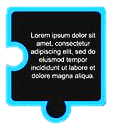 Lorem ipsum dolor sit
amet, consectetur
adipiscing elit, sed do
eiusmod tempor
incididunt ut labore et
dolore magna aliqua.